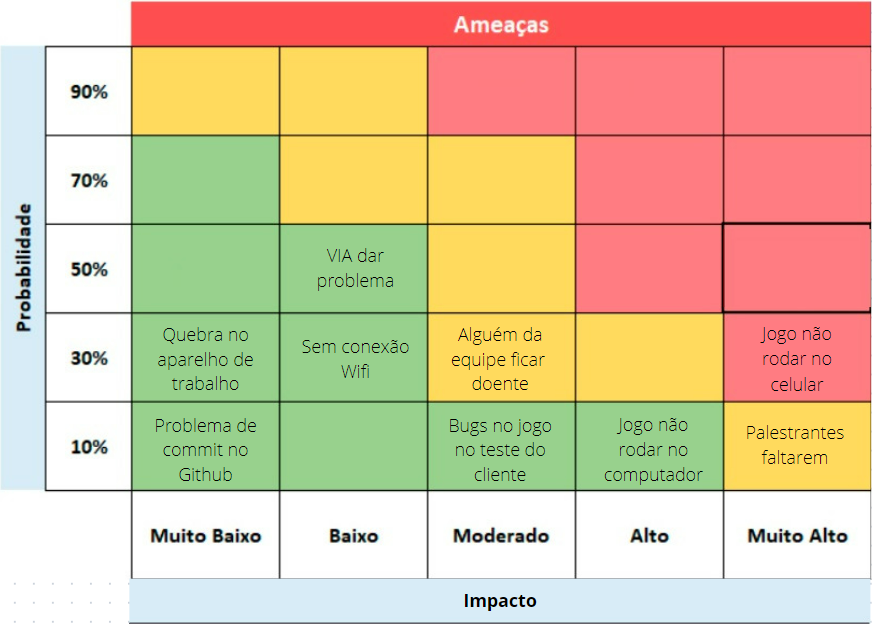 Ameaças
Probabilidade
90%
70%
50%
VIA dar
problema
30%
Quebra no
aparelho de
trabalho
Sem conexão
Wifi
Alguém da
equipe ficar
doente
Jogo não
rodar no
celular
10%
Problema de
commit no
Github
Bugs no jogo
no teste do
cliente
Jogo não
rodar no
computador
Palestrantes
faltarem
Muito Baixo
Baixo
Moderado
Alto
Muito Alto
Impacto